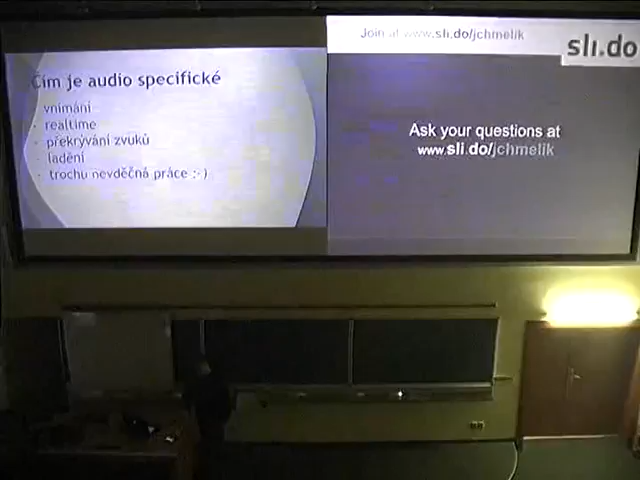 Čím je audio specifické
vnímání
realtime
překrývání zvuků
ladění
trochu nevděčná práce :-)
Join at www.sli.do/jchmelik
sli.do
Ask your questions at
www.sli.do/jchmelik